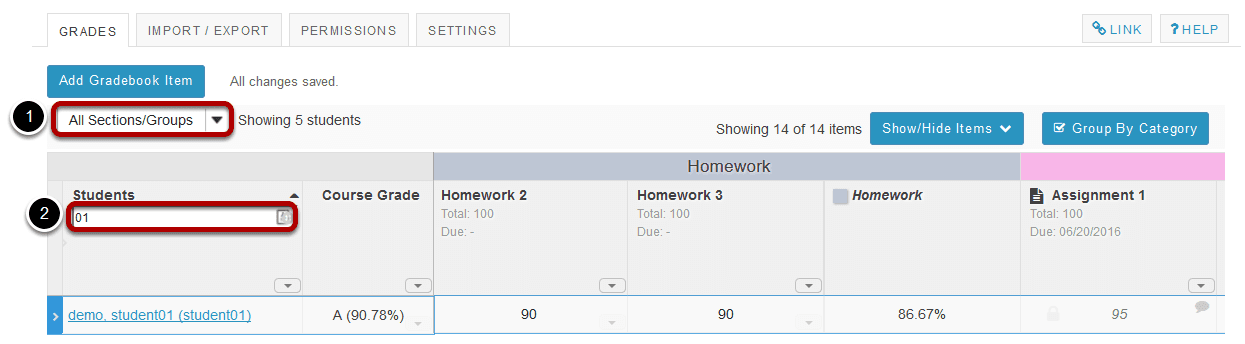 GRADES IMPORT / EXPORT PERMISSIONS SETTINGS LINK ? HELP
Add Gradebook Item All changes saved.
1 All Sections/Groups Showing 5 students
Showing 14 of 14 items Show/Hide Items Group By Category
Homework
Students Course Grade Homework 2 Homework 3 Homework Assignment 1
2 01 Total: 100 Total: 100 Total: 100
Due: - Due: - Due: 06/20/2016
demo, student01 (student01) A (90.78%) 90 90 86.67% 95